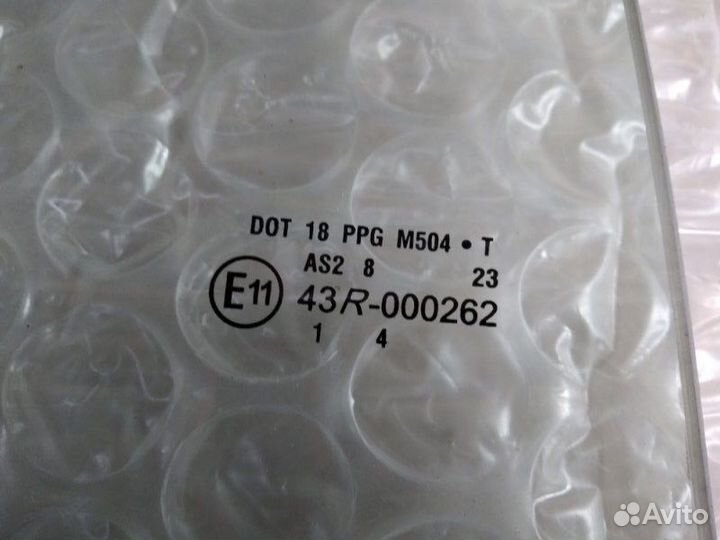 DOT 18 PPG M504 • T
AS2 8 23
E11 43R-000262
1 4
Avito